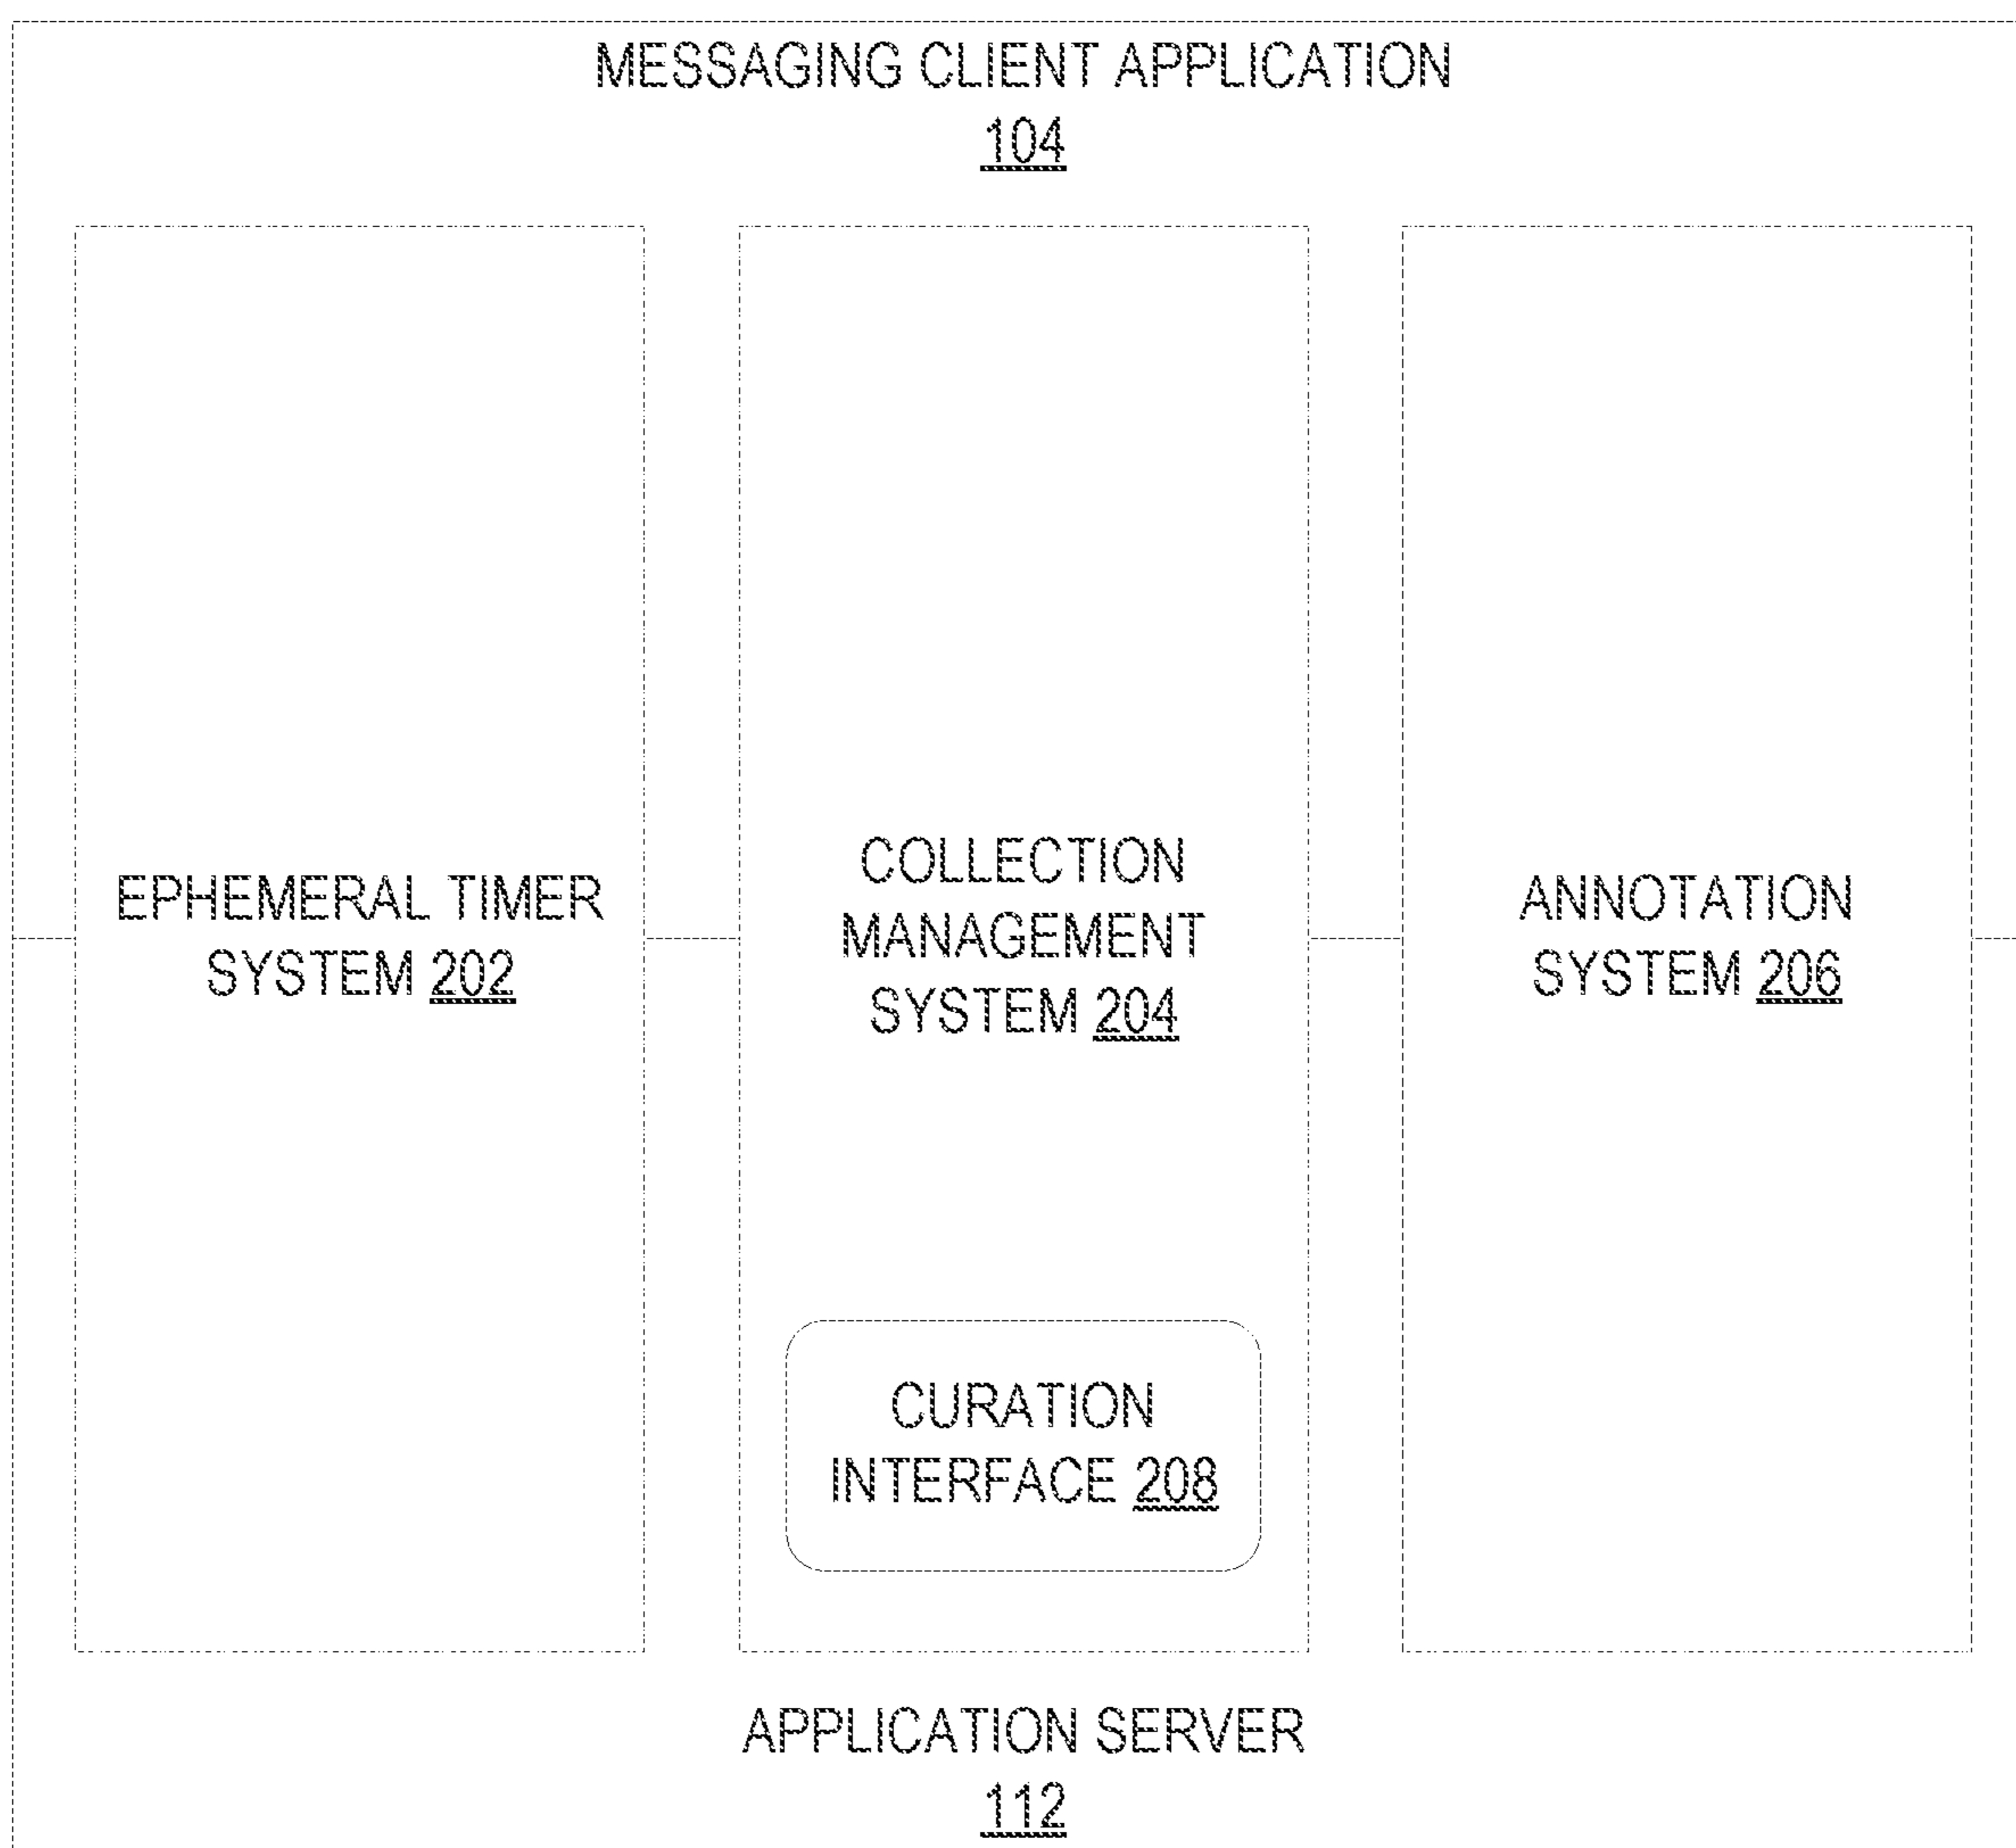 MESSAGING CLIENT APPLICATION
104
EPHEMERAL TIMER
SYSTEM 202
COLLECTION
MANAGEMENT
SYSTEM 204
ANNOTATION
SYSTEM 206
CURATION
INTERFACE 208
APPLICATION SERVER
112